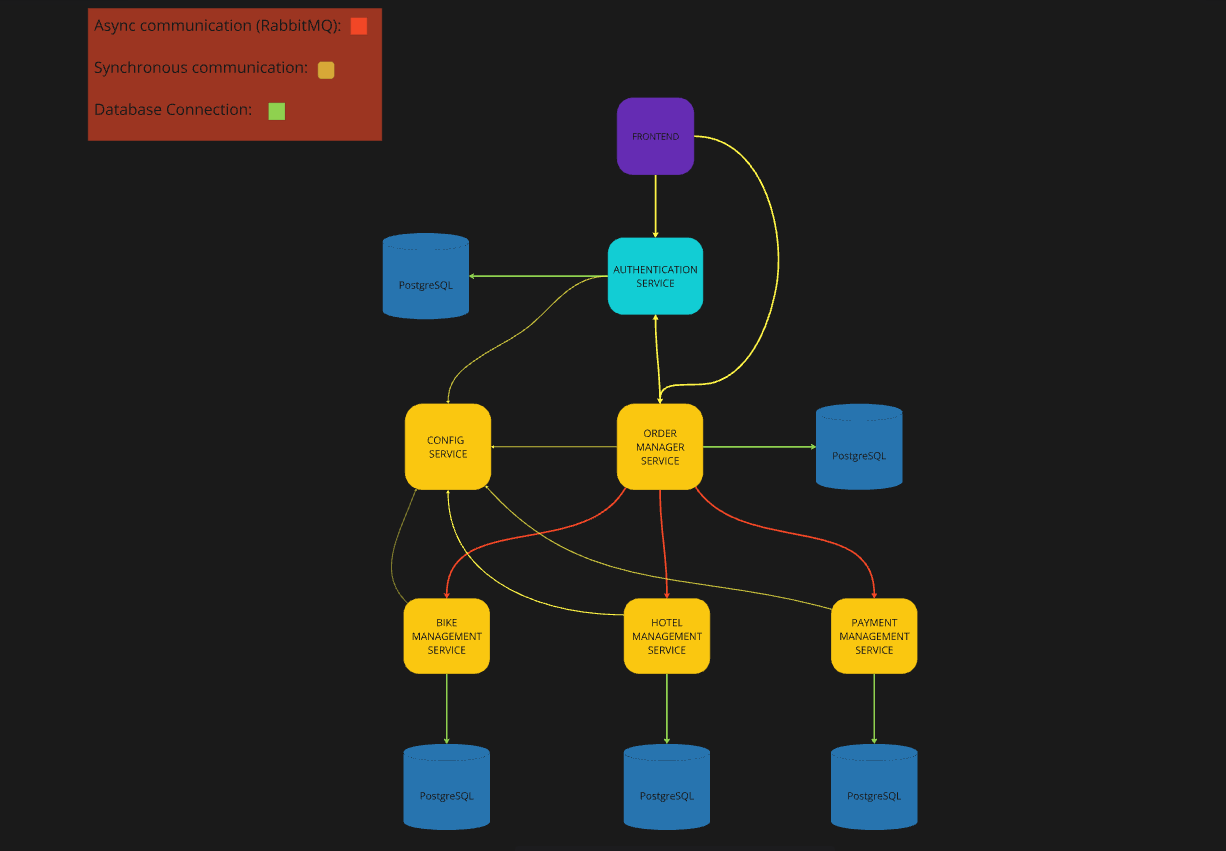 Async communication (RabbitMQ):
Synchronous communication:
Database Connection:
FRONTEND
AUTHENTICATION
SERVICE
PostgreSQL
CONFIG
SERVICE
ORDER
MANAGER
SERVICE
PostgreSQL
BIKE
MANAGEMENT
SERVICE
HOTEL
MANAGEMENT
SERVICE
PAYMENT
MANAGEMENT
SERVICE
PostgreSQL
PostgreSQL
PostgreSQL